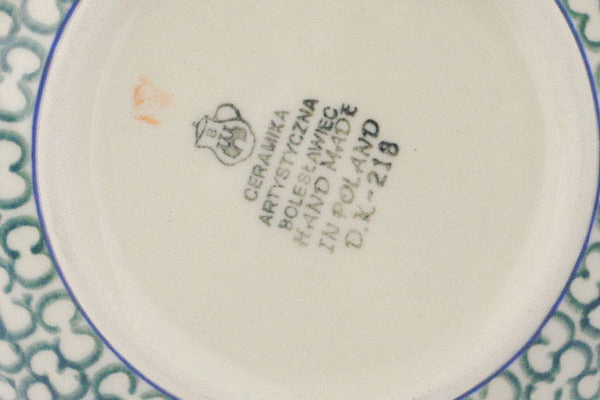 B
CERAMIKA
ARTYSTYCZNA
BOLESŁAWIEC
HAND MADE
IN POLAND
D.K-218